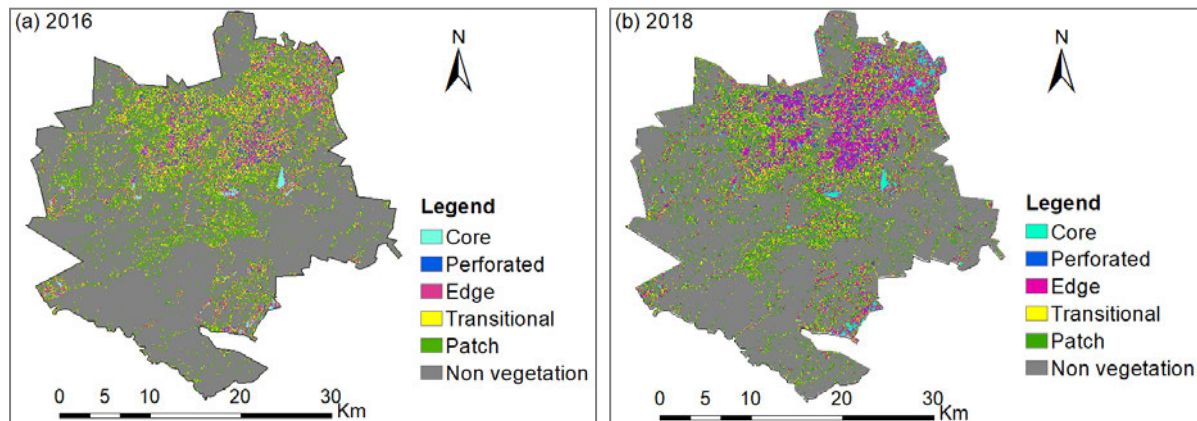 (a) 2016
N
Legend
Core
Perforated
Edge
Transitional
Patch
Non vegetation
0 5 10 20 30
Km
(b) 2018
N
Legend
Core
Perforated
Edge
Transitional
Patch
Non vegetation
0 5 10 20 30
Km